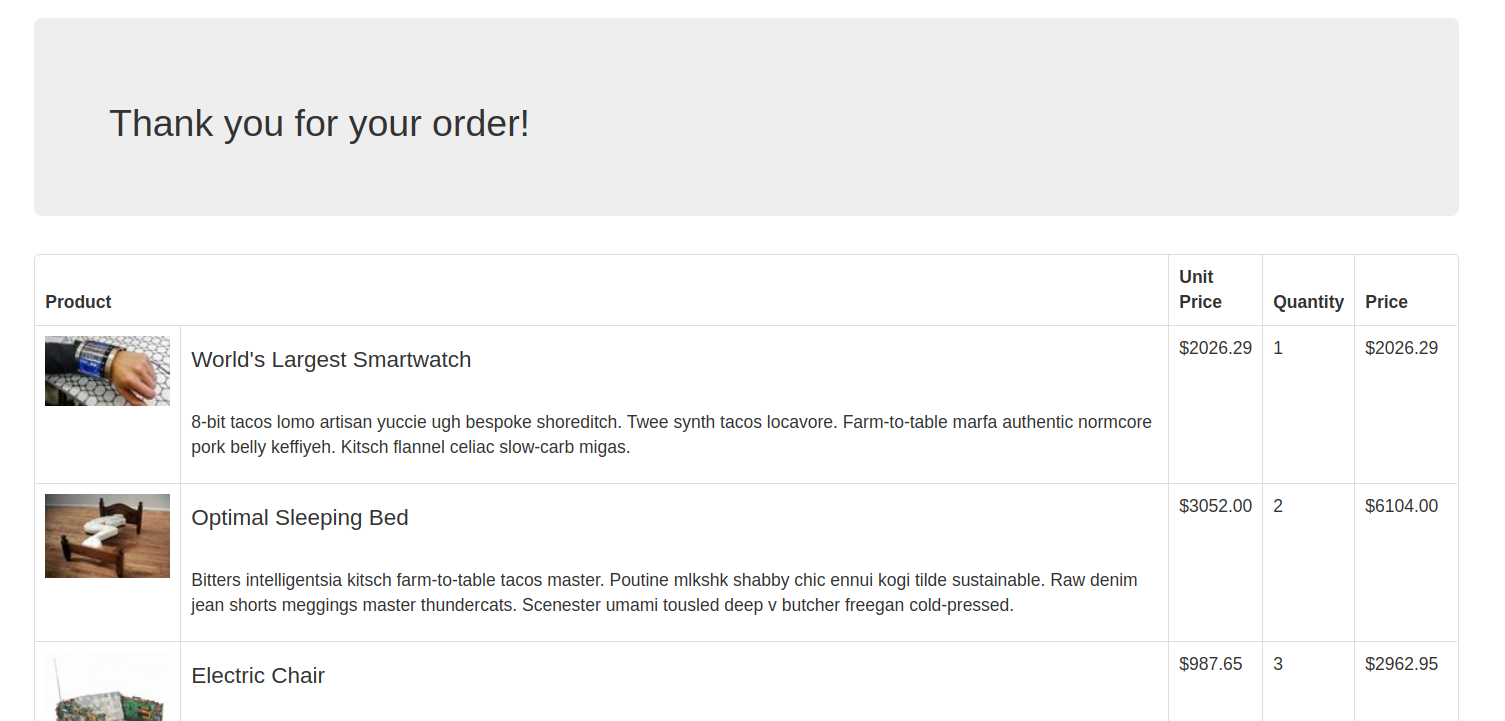 Thank you for your order!
Product
Unit
Price
Quantity
Price
World's Largest Smartwatch
$2026.29
1
$2026.29
8-bit tacos lomo artisan yuccie ugh bespoke shoreditch. Twee synth tacos locavore. Farm-to-table marfa authentic normcore
pork belly keffiyeh. Kitsch flannel celiac slow-carb migas.
Optimal Sleeping Bed
$3052.00
2
$6104.00
Bitters intelligentsia kitsch farm-to-table tacos master. Poutine mlkshk shabby chic ennui kogi tilde sustainable. Raw denim
jean shorts meggings master thundercats. Scenester umami tousled deep v butcher freegan cold-pressed.
Electric Chair
$987.65
3
$2962.95